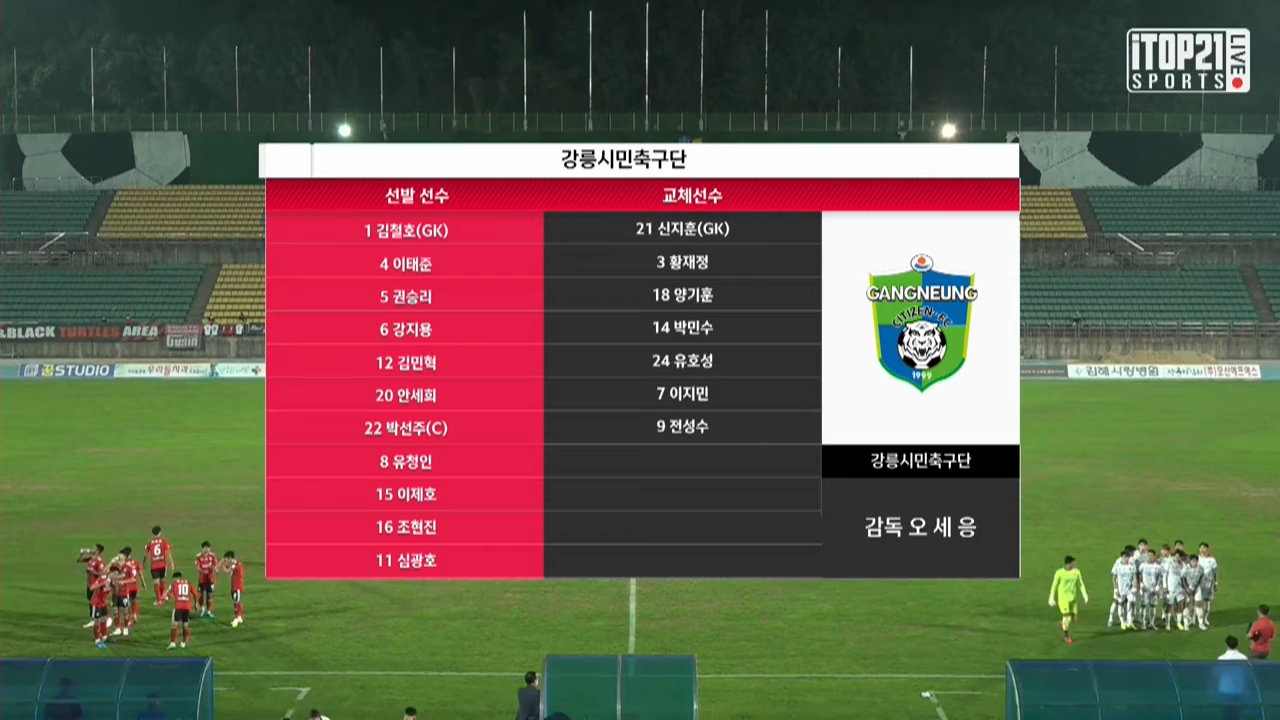 iTOP21
SPORTS
LIVE
강릉시민축구단
선발 선수
교체선수
1 김철호(GK)
21 신지훈(GK)
4 이태준
3 황재정
5 권승리
18 양기훈
6 강지용
14 박민수
12 김민혁
24 유호성
20 안세희
7 이지민
22 박선주(C)
9 전성수
8 유청인
15 이제호
16 조현진
11 심광호
GANGNEUNG
CITIZEN FC
1999
강릉시민축구단
감독 오 세 응
BLACK TURTLES AREA
STUDIO
6
10